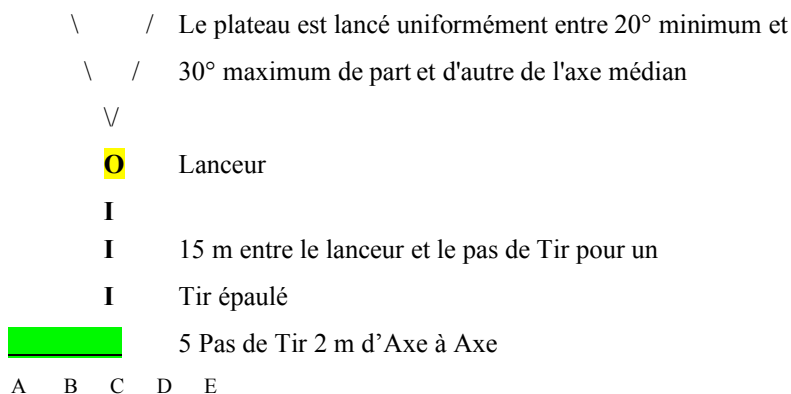 \ / Le plateau est lancé uniformément entre 20° minimum et
\ / 30° maximum de part et d'autre de l'axe médian
\/
O Lanceur
I
I 15 m entre le lanceur et le pas de Tir pour un
I Tir épaulé
5 Pas de Tir 2 m d’Axe à Axe
A B C D E